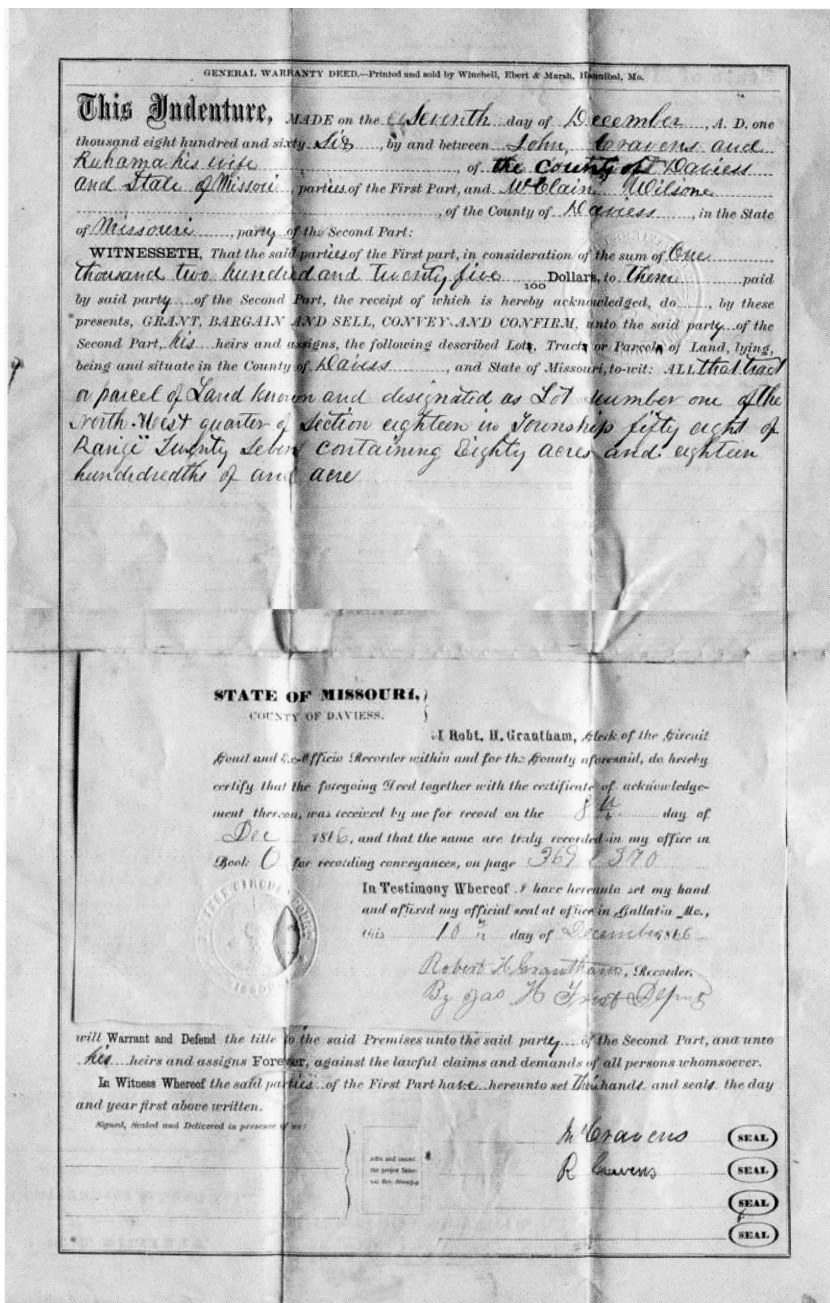 GENERAL WARRANTY DEED.—Printed and sold by Winchell, Ebert & Marsh, Hannibal, Mo.
This Indenture, MADE on the Seventh day of December, A. D. one
thousand eight hundred and sixty Six, by and between John Cravens and
Ruhama his wife of the county of Daviess
and State of Missori, parties of the First Part, and McClain Wilson
, of the County of Daviess, in the State
of Missouri, party of the Second Part:
WITNESSETH, That the said parties of the First part, in consideration of the sum of One
thousand two hundred and twenty five 100 Dollars, to them paid
by said party of the Second Part, the receipt of which is hereby acknowledged, do, by these
presents, GRANT, BARGAIN AND SELL, CONVEY AND CONFIRM, unto the said party of the
Second Part, his heirs and assigns, the following described Lots, Tracts or Parcels of Land, lying,
being and situate in the County of Daviess, and State of Missouri, to-wit: ALL that tract
or parcel of Land known and designated as Lot number one of the
North West quarter of Section eighteen in Township fifty eight of
Range Twenty Seven containing Eighty acres and eighteen
hundredredths of and acre
STATE OF MISSOURI,
COUNTY OF DAVIESS.
I Robt. H. Grantham, Clerk of the Circuit
Court and Ex-Officio Recorder within and for the County aforesaid, do hereby
certify that the foregoing Deed together with the certificate of acknowledge-
ment thereon, was received by me for record on the 8th day of
Dec 1866, and that the same are truly recorded in my office in
Book for recording conveyances, on page 369 & 370
In Testimony Whereof I have hereunto set my hand
and affixed my official seal at office in Gallatin Mo.,
this 10th day of December 1866
Robert H Grantham, Recorder.
By Jas H Deputy
will Warrant and Defend the title to the said Premises unto the said party of the Second Part, and unto
his heirs and assigns Forever, against the lawful claims and demands of all persons whomsoever.
In Witness Whereof the said parties of the First Part have hereunto set their hands and seals the day
and year first above written.
Signed, Sealed and Delivered in presence of us:
Cravens SEAL
R Cravens SEAL
SEAL
SEAL